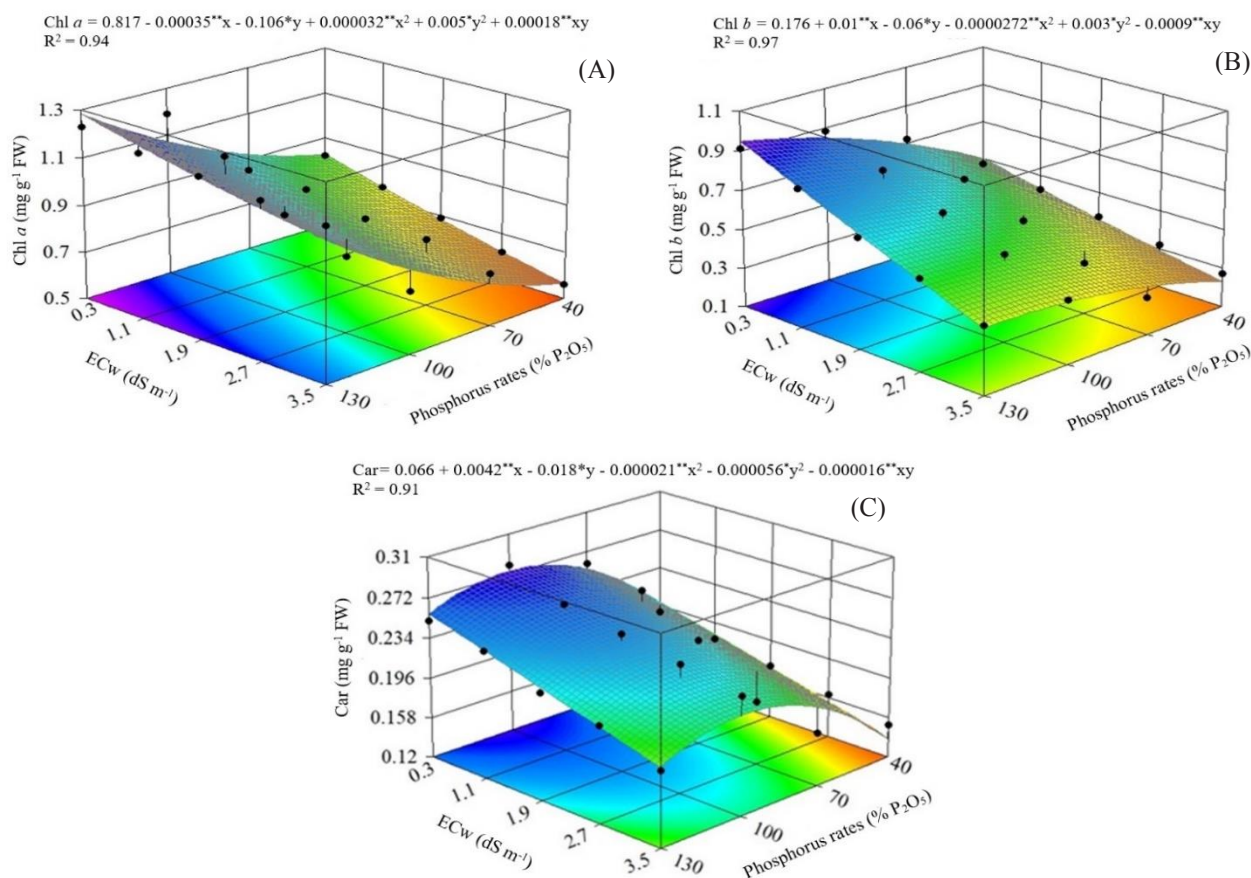 Chl a = 0.817 - 0.00035**x - 0.106*y + 0.000032**x² + 0.005*y² + 0.00018**xy
R² = 0.94
(A)
1.3
1.1
0.9
0.7
0.5
Chl a (mg g⁻¹ FW)
0.3
1.1
1.9
2.7
3.5
ECw (dS m⁻¹)
130
100
70
40
Phosphorus rates (% P₂O₅)
Chl b = 0.176 + 0.01**x - 0.06*y - 0.0000272**x² + 0.003*y² - 0.0009**xy
R² = 0.97
(B)
1.1
0.9
0.7
0.5
0.3
0.1
Chl b (mg g⁻¹ FW)
0.3
1.1
1.9
2.7
3.5
ECw (dS m⁻¹)
130
100
70
40
Phosphorus rates (% P₂O₅)
Car= 0.066 + 0.0042**x - 0.018*y - 0.000021**x² - 0.000056*y² - 0.000016**xy
R² = 0.91
(C)
0.31
0.272
0.234
0.196
0.158
0.12
Car (mg g⁻¹ FW)
0.3
1.1
1.9
2.7
3.5
ECw (dS m⁻¹)
130
100
70
40
Phosphorus rates (% P₂O₅)